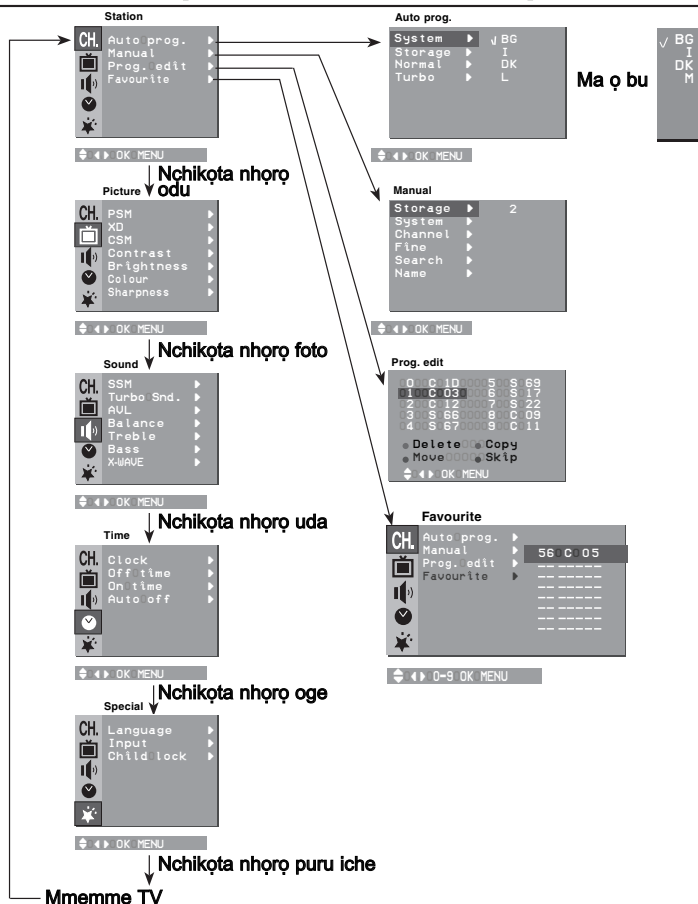 Station
CH.
Auto prog.
Manual
Prog. edit
Favourite
OK MENU
Nchikọta nhọrọ
odu
Picture
CH.
PSM
XD
CSM
Contrast
Brightness
Colour
Sharpness
OK MENU
Nchikọta nhọrọ foto
Sound
CH.
SSM
Turbo Snd.
AVL
Balance
Treble
Bass
X-WAVE
OK MENU
Nchikọta nhọrọ uda
Time
CH.
Clock
Off time
On time
Auto off
OK MENU
Nchikọta nhọrọ oge
Special
CH.
Language
Input
Child lock
OK MENU
Nchikọta nhọrọ puru iche
Mmemme TV
Auto prog.
System √ BG
Storage I
Normal DK
Turbo L
OK MENU
Ma ọ bu
√ BG
I
DK
M
Manual
Storage 2
System
Channel
Fine
Search
Name
OK MENU
Prog. edit
0 C 10 5 S 69
1 C 03 6 S 17
2 C 12 7 S 22
3 S 66 8 C 09
4 S 67 9 C 11
Delete Copy
Move Skip
OK MENU
Favourite
CH.
Auto prog.
Manual
Prog. edit
Favourite
56 C 05
-- -- ----
-- -- ----
-- -- ----
-- -- ----
-- -- ----
-- -- ----
0-9 OK MENU